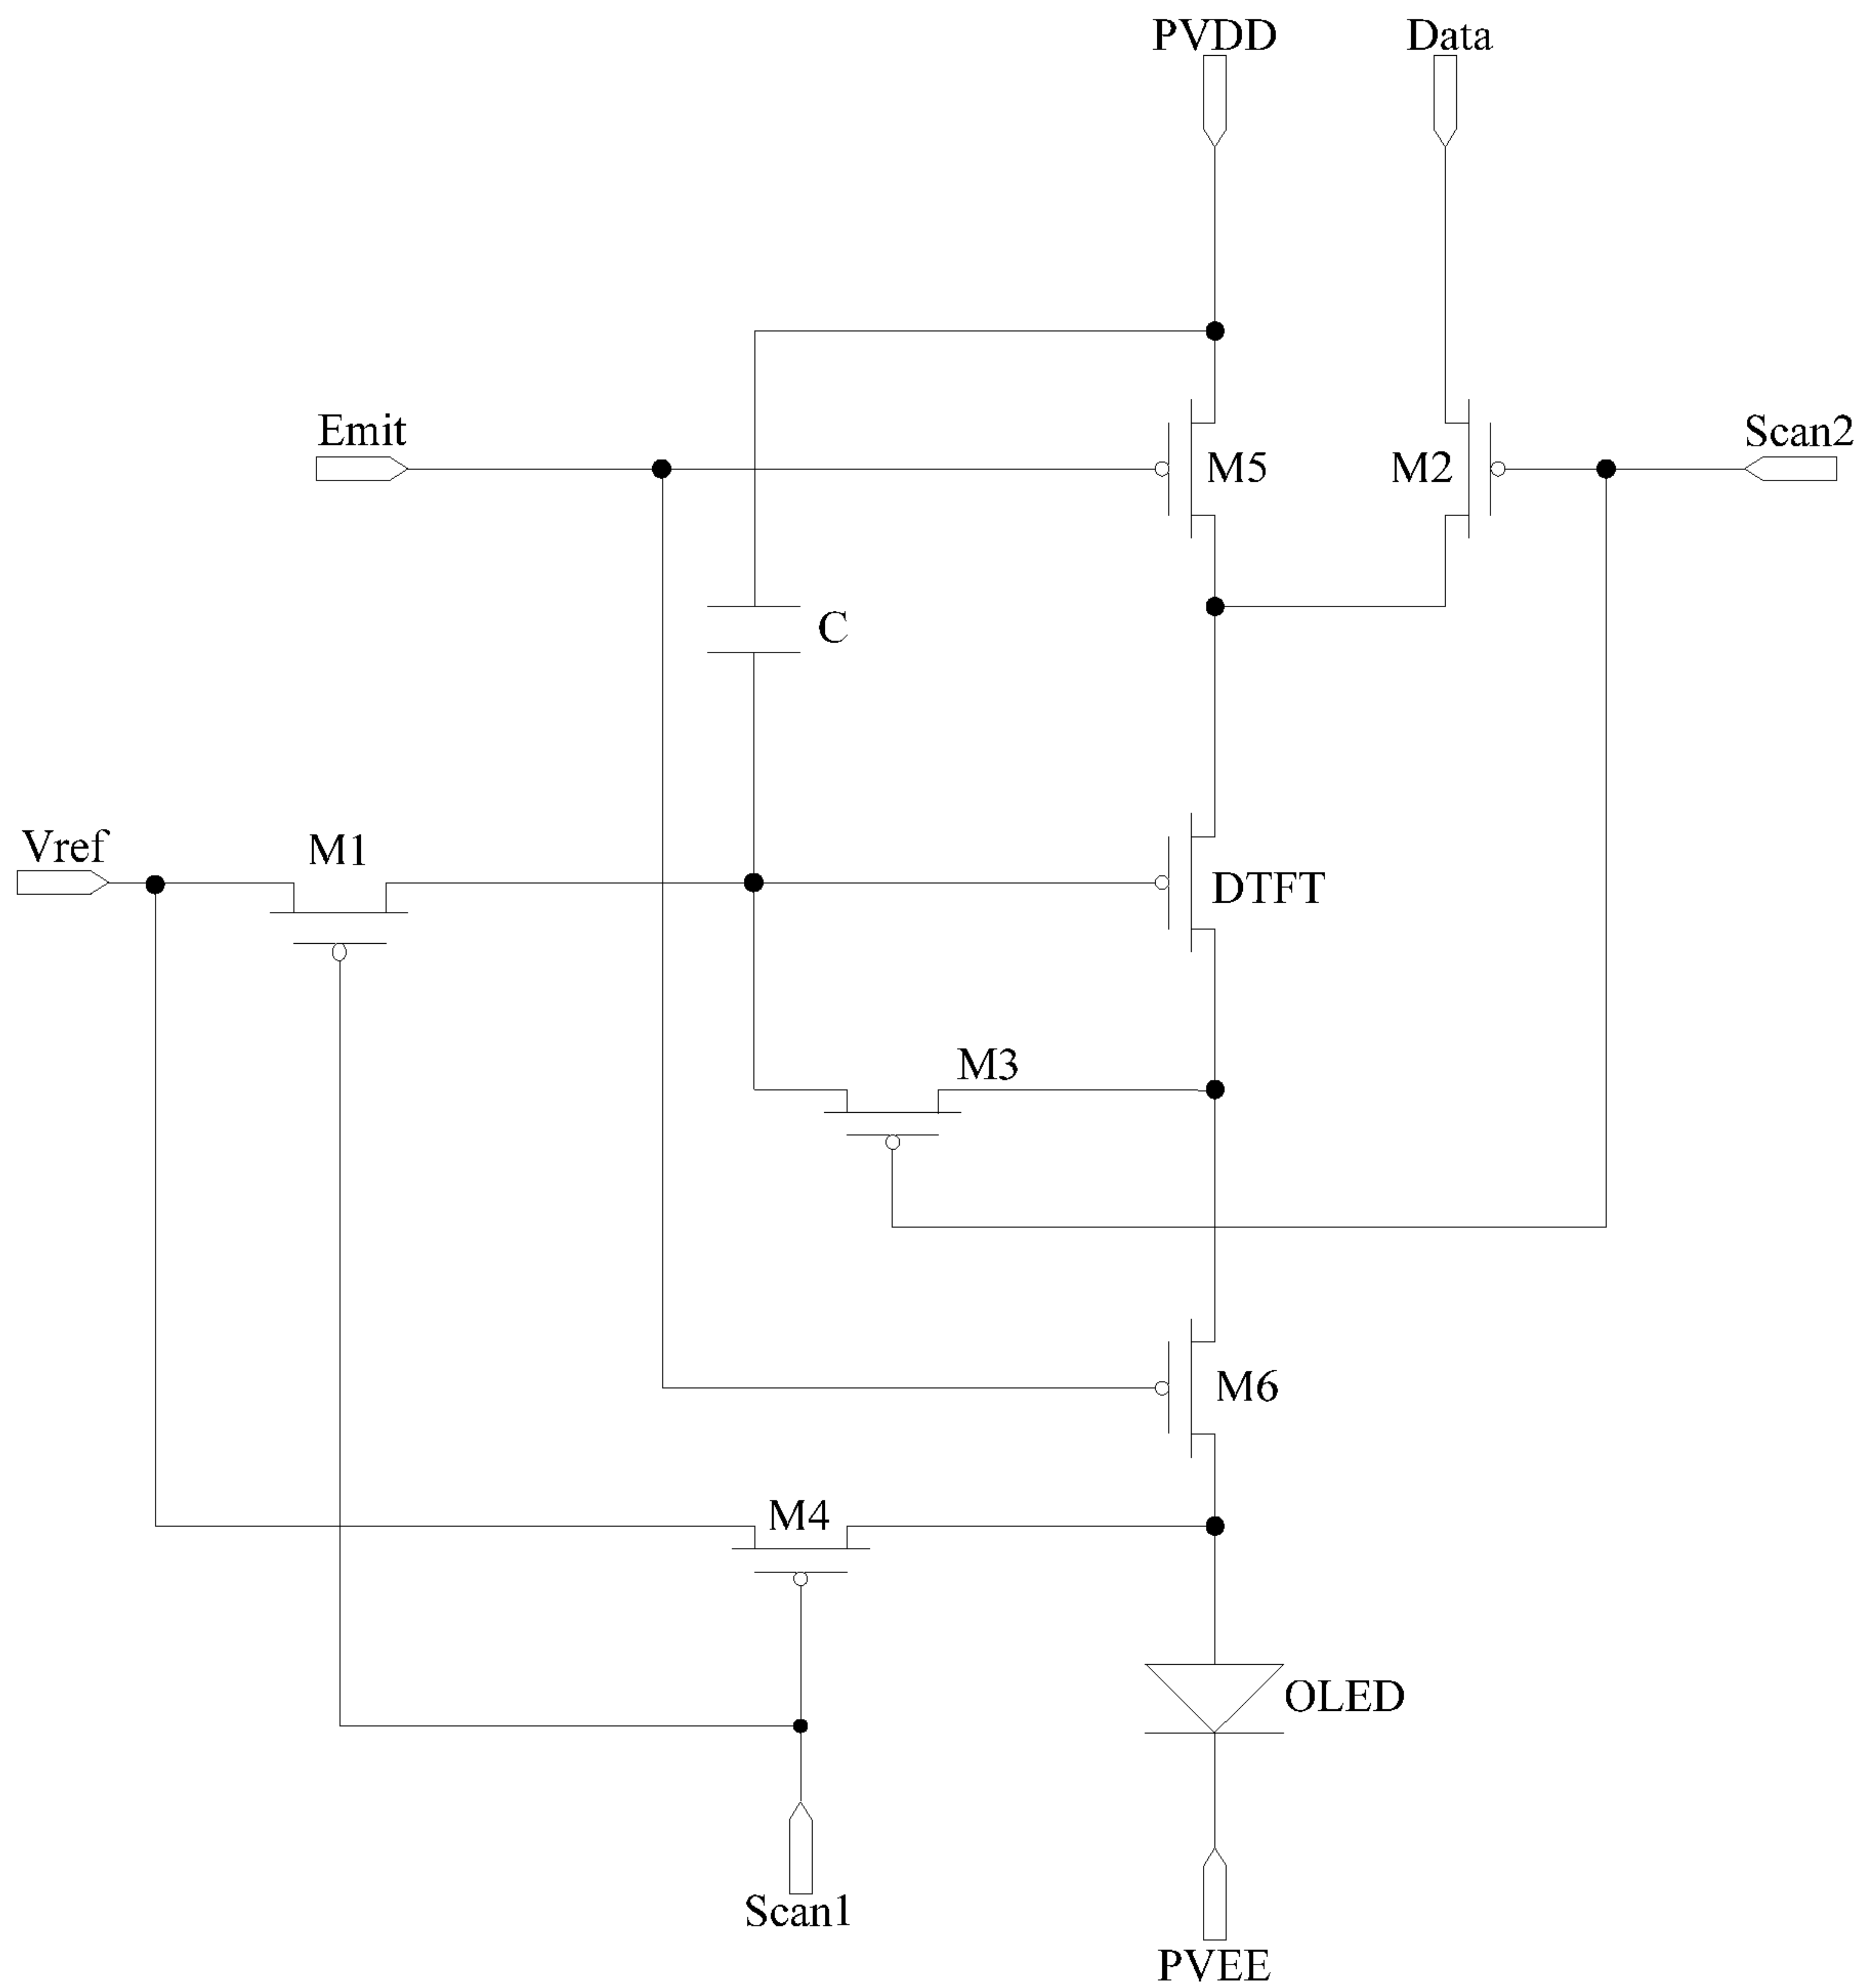 PVDD
Data
Emit
Scan2
M5
M2
C
Vref
M1
DTFT
M3
M6
M4
OLED
Scan1
PVEE